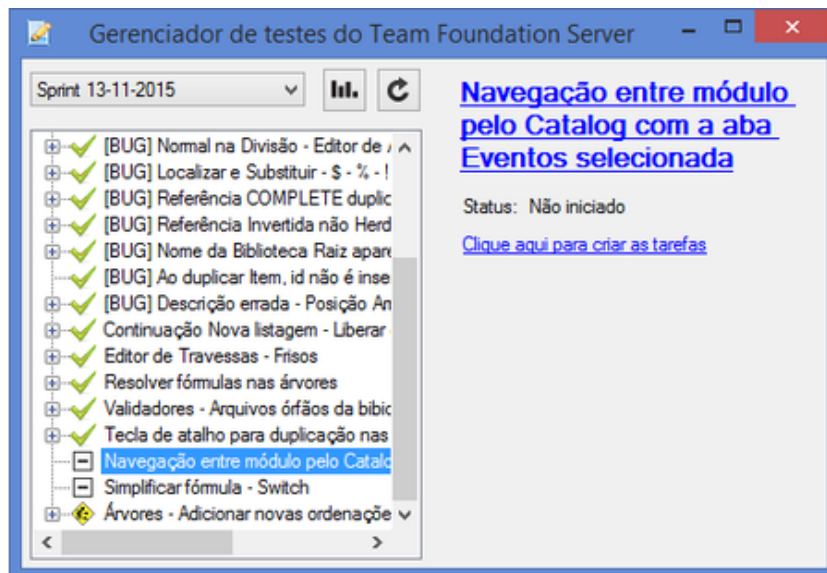 Gerenciador de testes do Team Foundation Server
Sprint 13-11-2015
[BUG] Normal na Divisão - Editor de
[BUG] Localizar e Substituir - $ - % - !
[BUG] Referência COMPLETE duplic
[BUG] Referência Invertida não Herd
[BUG] Nome da Biblioteca Raiz apare
[BUG] Ao duplicar Item, id não é inse
[BUG] Descrição errada - Posição An
Continuação Nova listagem - Liberar
Editor de Travessas - Frisos
Resolver fórmulas nas árvores
Validadores - Arquivos órfãos da bibic
Tecla de atalho para duplicação nas
Navegação entre módulo pelo Catalo
Simplificar fórmula - Switch
Árvores - Adicionar novas ordenaçõe
Navegação entre módulo
pelo Catalog com a aba
Eventos selecionada
Status: Não iniciado
Clique aqui para criar as tarefas